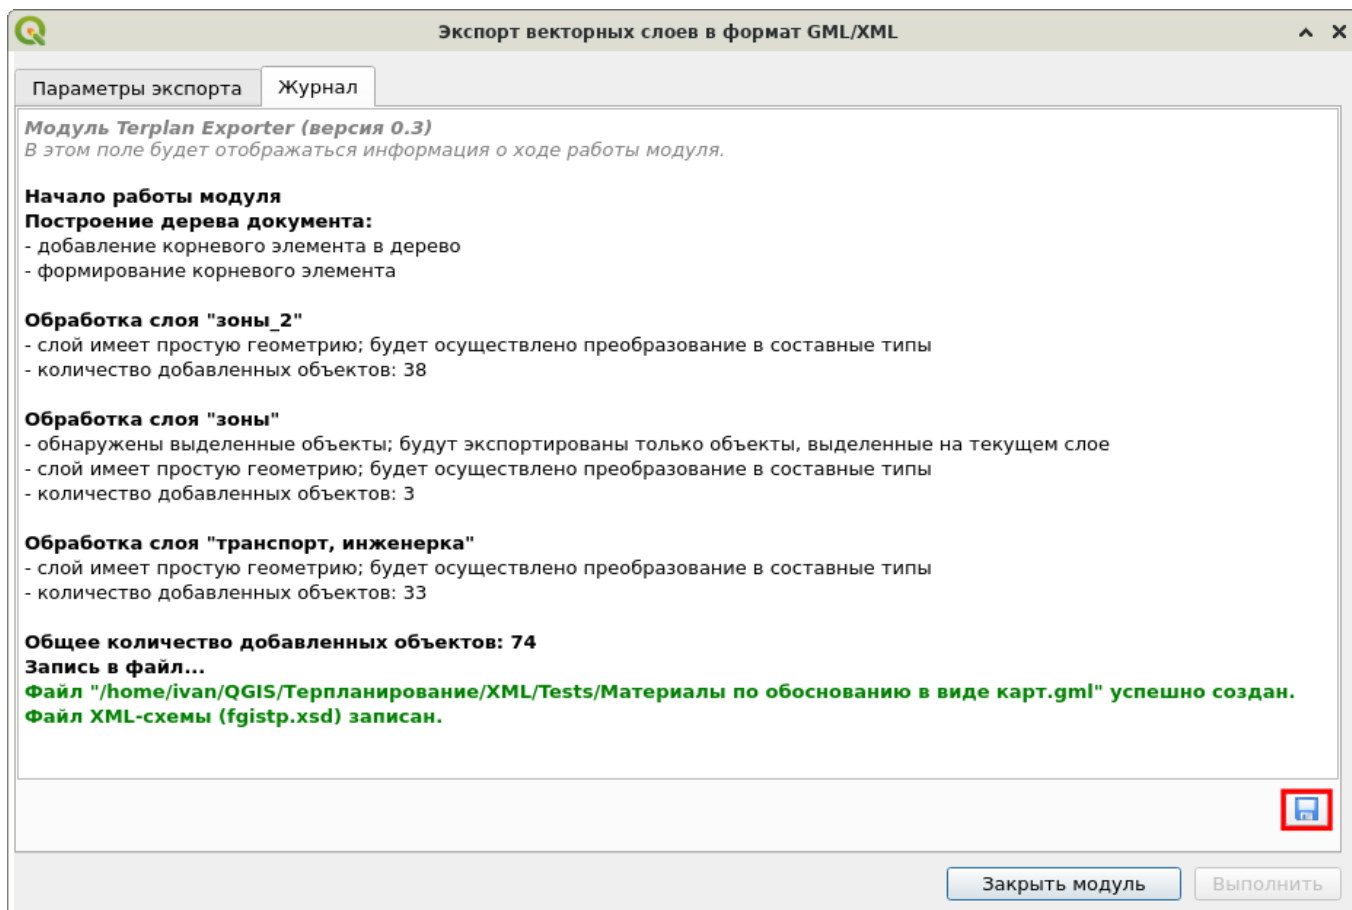 Экспорт векторных слоев в формат GML/XML
Параметры экспорта
Журнал
Модуль Terplan Exporter (версия 0.3)
В этом поле будет отображаться информация о ходе работы модуля.
Начало работы модуля
Построение дерева документа:
- добавление корневого элемента в дерево
- формирование корневого элемента
Обработка слоя "зоны_2"
- слой имеет простую геометрию; будет осуществлено преобразование в составные типы
- количество добавленных объектов: 38
Обработка слоя "зоны"
- обнаружены выделенные объекты; будут экспортированы только объекты, выделенные на текущем слое
- слой имеет простую геометрию; будет осуществлено преобразование в составные типы
- количество добавленных объектов: 3
Обработка слоя "транспорт, инженерка"
- слой имеет простую геометрию; будет осуществлено преобразование в составные типы
- количество добавленных объектов: 33
Общее количество добавленных объектов: 74
Запись в файл...
Файл "/home/ivan/QGIS/Терпланирование/XML/Tests/Материалы по обоснованию в виде карт.gml" успешно создан.
Файл XML-схемы (fgistp.xsd) записан.
Закрыть модуль
Выполнить